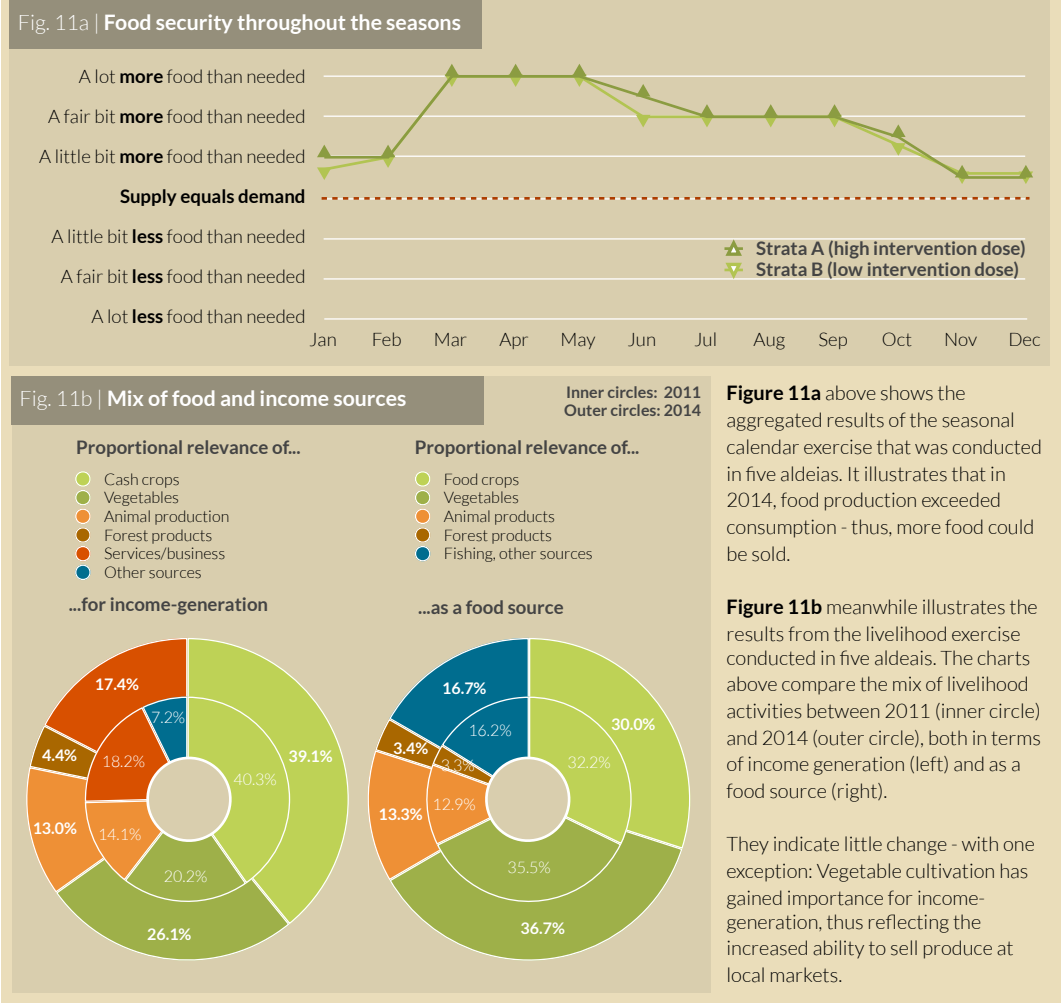 Fig. 11a | Food security throughout the seasons
A lot more food than needed
A fair bit more food than needed
A little bit more food than needed
Supply equals demand
A little bit less food than needed
A fair bit less food than needed
A lot less food than needed
Strata A (high intervention dose)
Strata B (low intervention dose)
Jan Feb Mar Apr May Jun Jul Aug Sep Oct Nov Dec
Fig. 11b | Mix of food and income sources
Inner circles: 2011
Outer circles: 2014
Proportional relevance of...
Cash crops
Vegetables
Animal production
Forest products
Services/business
Other sources
...for income-generation
17.4%
7.2%
4.4%
18.2%
40.3%
39.1%
13.0%
14.1%
20.2%
26.1%
Proportional relevance of...
Food crops
Vegetables
Animal products
Forest products
Fishing, other sources
...as a food source
16.7%
30.0%
16.2%
3.4%
3.3%
32.2%
13.3%
12.9%
35.5%
36.7%
Figure 11a above shows the
aggregated results of the seasonal
calendar exercise that was conducted
in five aldeias. It illustrates that in
2014, food production exceeded
consumption - thus, more food could
be sold.
Figure 11b meanwhile illustrates the
results from the livelihood exercise
conducted in five aldeais. The charts
above compare the mix of livelihood
activities between 2011 (inner circle)
and 2014 (outer circle), both in terms
of income generation (left) and as a
food source (right).
They indicate little change - with one
exception: Vegetable cultivation has
gained importance for income-
generation, thus reflecting the
increased ability to sell produce at
local markets.